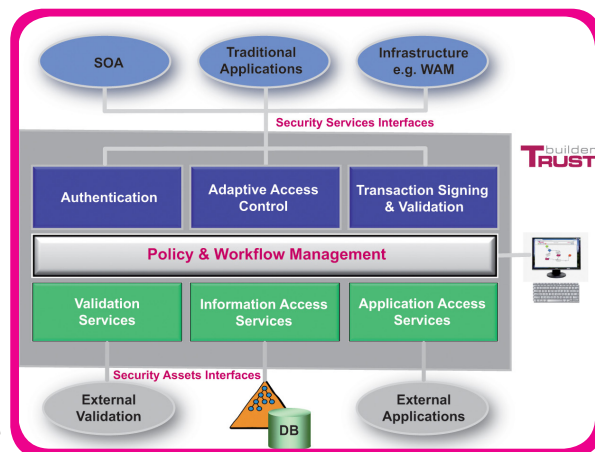 SOA
Traditional
Applications
Infrastructure
e.g. WAM
Security Services Interfaces
builder
TRUST
Authentication
Adaptive Access
Control
Transaction Signing
& Validation
Policy & Workflow Management
Validation
Services
Information Access
Services
Application Access
Services
Security Assets Interfaces
External
Validation
DB
External
Applications